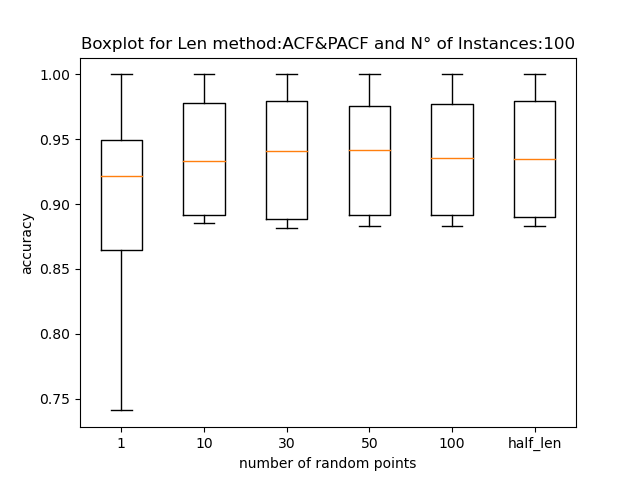 Boxplot for Len method:ACF&PACF and N° of Instances:100
1.00
0.95
0.90
0.85
0.80
0.75
accuracy
1 10 30 50 100 half_len
number of random points